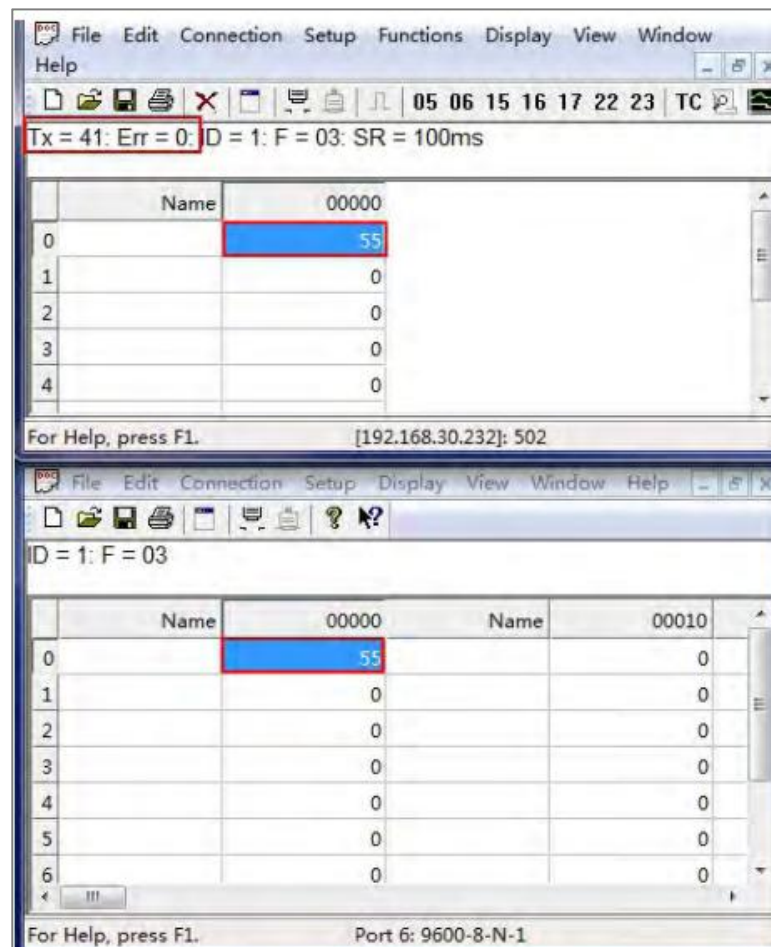 File Edit Connection Setup Functions Display View Window
Help
05 06 15 16 17 22 23 TC
Tx = 41: Err = 0: ID = 1: F = 03: SR = 100ms
Name 00000
0 55
1 0
2 0
3 0
4 0
For Help, press F1. [192.168.30.232]: 502
File Edit Connection Setup Display View Window Help
ID = 1: F = 03
Name 00000 Name 00010
0 55 0
1 0 0
2 0 0
3 0 0
4 0 0
5 0 0
6 0 0
For Help, press F1. Port 6: 9600-8-N-1